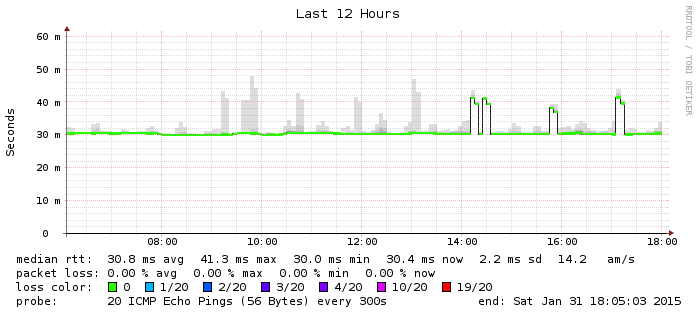 Last 12 Hours
RRDTOOL / TOBI OETIKER
Seconds
60 m
50 m
40 m
30 m
20 m
10 m
0
08:00 10:00 12:00 14:00 16:00 18:00
median rtt: 30.8 ms avg 41.3 ms max 30.0 ms min 30.4 ms now 2.2 ms sd 14.2 am/s
packet loss: 0.00 % avg 0.00 % max 0.00 % min 0.00 % now
loss color: 0 1/20 2/20 3/20 4/20 10/20 19/20
probe: 20 ICMP Echo Pings (56 Bytes) every 300s end: Sat Jan 31 18:05:03 2015